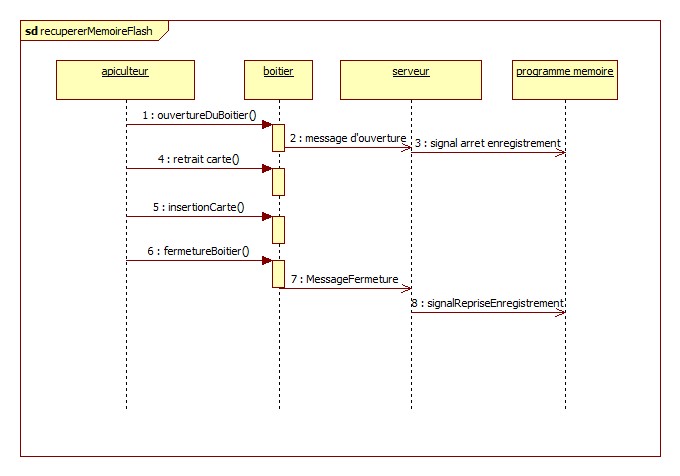 sd recupererMemoireFlash
apiculteur
boitier
serveur
programme memoire
1 : ouvertureDuBoitier()
2 : message d'ouverture
3 : signal arret enregistrement
4 : retrait carte()
5 : insertionCarte()
6 : fermetureBoitier()
7 : MessageFermeture
8 : signalRepriseEnregistrement